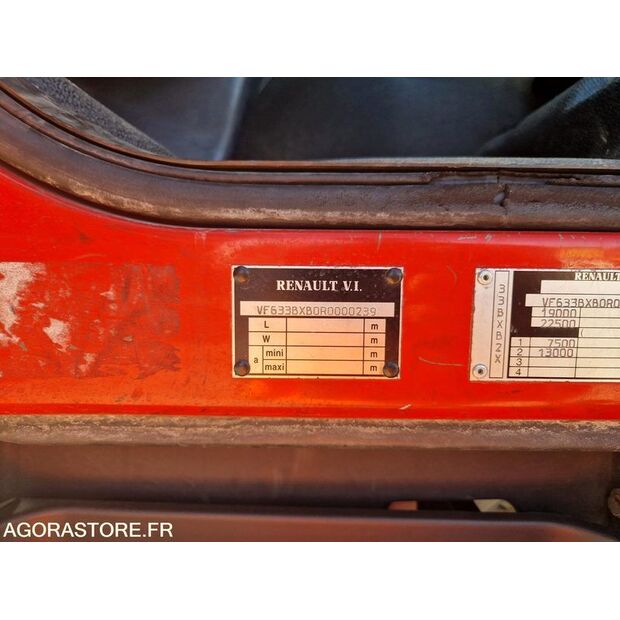 RENAULT V.I.
VF633BXB0R0000239
L m
W m
a mini m
maxi m
RENAULT
33BXB2X
VF633BXB0R0
19000
22500
1 7500
2 13000
3
4
AGORASTORE.FR